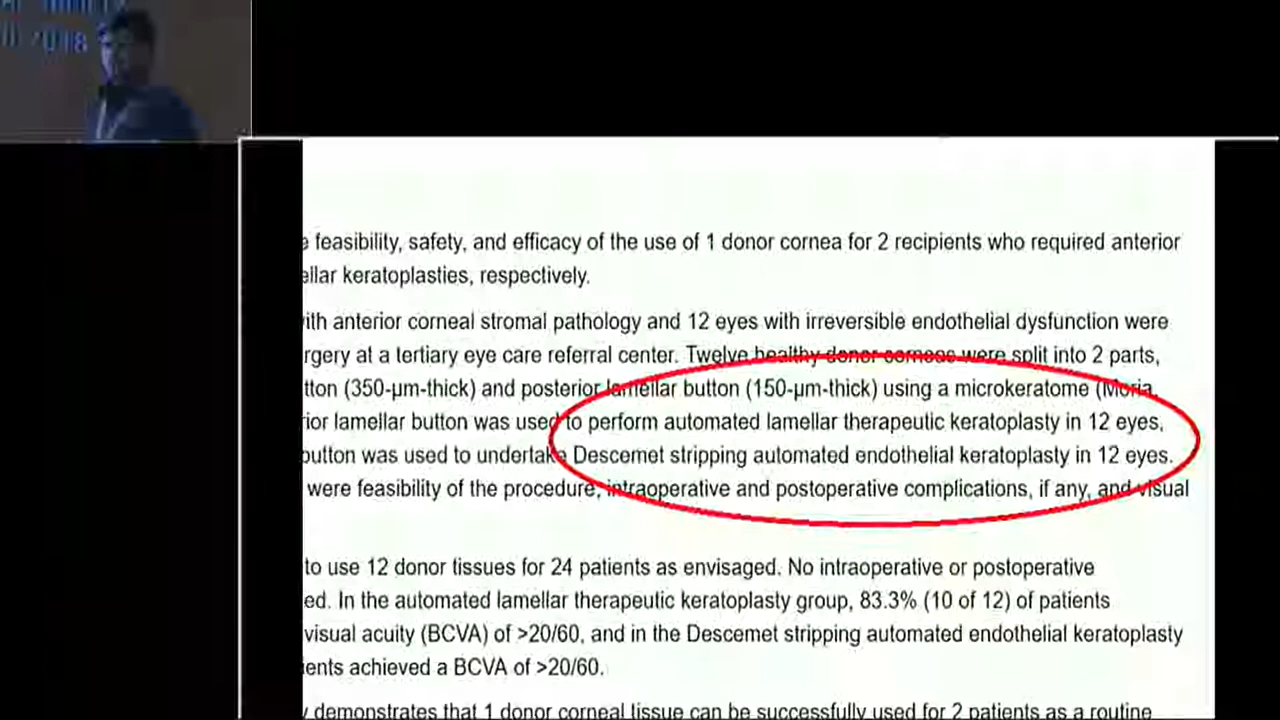 2018
feasibility, safety, and efficacy of the use of 1 donor cornea for 2 recipients who required anterior
ellar keratoplasties, respectively.
ith anterior corneal stromal pathology and 12 eyes with irreversible endothelial dysfunction were
rgery at a tertiary eye care referral center. Twelve healthy donor corneas were split into 2 parts,
tton (350-µm-thick) and posterior lamellar button (150-µm-thick) using a microkeratome (Moria,
rior lamellar button was used to perform automated lamellar therapeutic keratoplasty in 12 eyes,
button was used to undertake Descemet stripping automated endothelial keratoplasty in 12 eyes.
were feasibility of the procedure, intraoperative and postoperative complications, if any, and visual
to use 12 donor tissues for 24 patients as envisaged. No intraoperative or postoperative
ed. In the automated lamellar therapeutic keratoplasty group, 83.3% (10 of 12) of patients
visual acuity (BCVA) of >20/60, and in the Descemet stripping automated endothelial keratoplasty
ients achieved a BCVA of >20/60.
y demonstrates that 1 donor corneal tissue can be successfully used for 2 patients as a routine